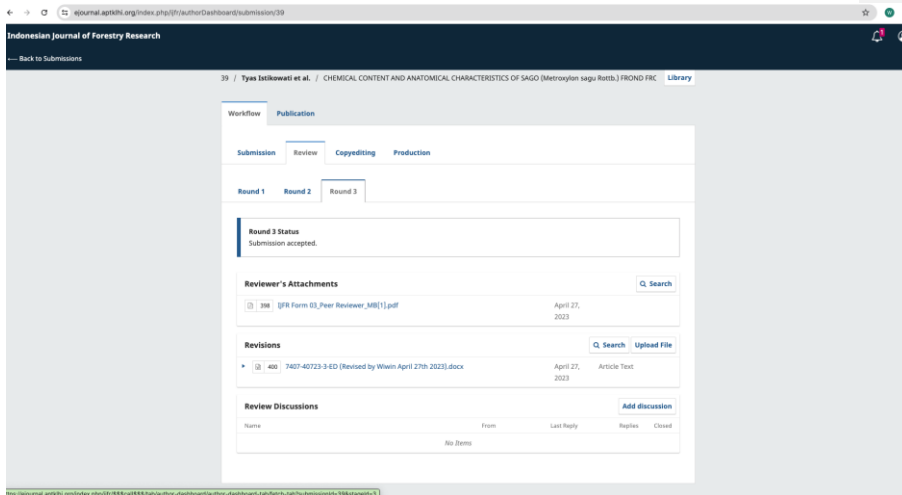 ejournal.aptklhi.org/index.php/ijfr/authorDashboard/submission/39
W
Indonesian Journal of Forestry Research
1
← Back to Submissions
39 / Tyas Istikowati et al. / CHEMICAL CONTENT AND ANATOMICAL CHARACTERISTICS OF SAGO (Metroxylon sagu Rottb.) FROND FRC Library
Workflow Publication
Submission Review Copyediting Production
Round 1 Round 2 Round 3
Round 3 Status
Submission accepted.
Reviewer's Attachments Search
398 IJFR Form 03_Peer Reviewer_MB[1].pdf April 27,
2023
Revisions Search Upload File
400 7407-40723-3-ED (Revised by Wiwin April 27th 2023).docx April 27, Article Text
2023
Review Discussions Add discussion
Name From Last Reply Replies Closed
No Items